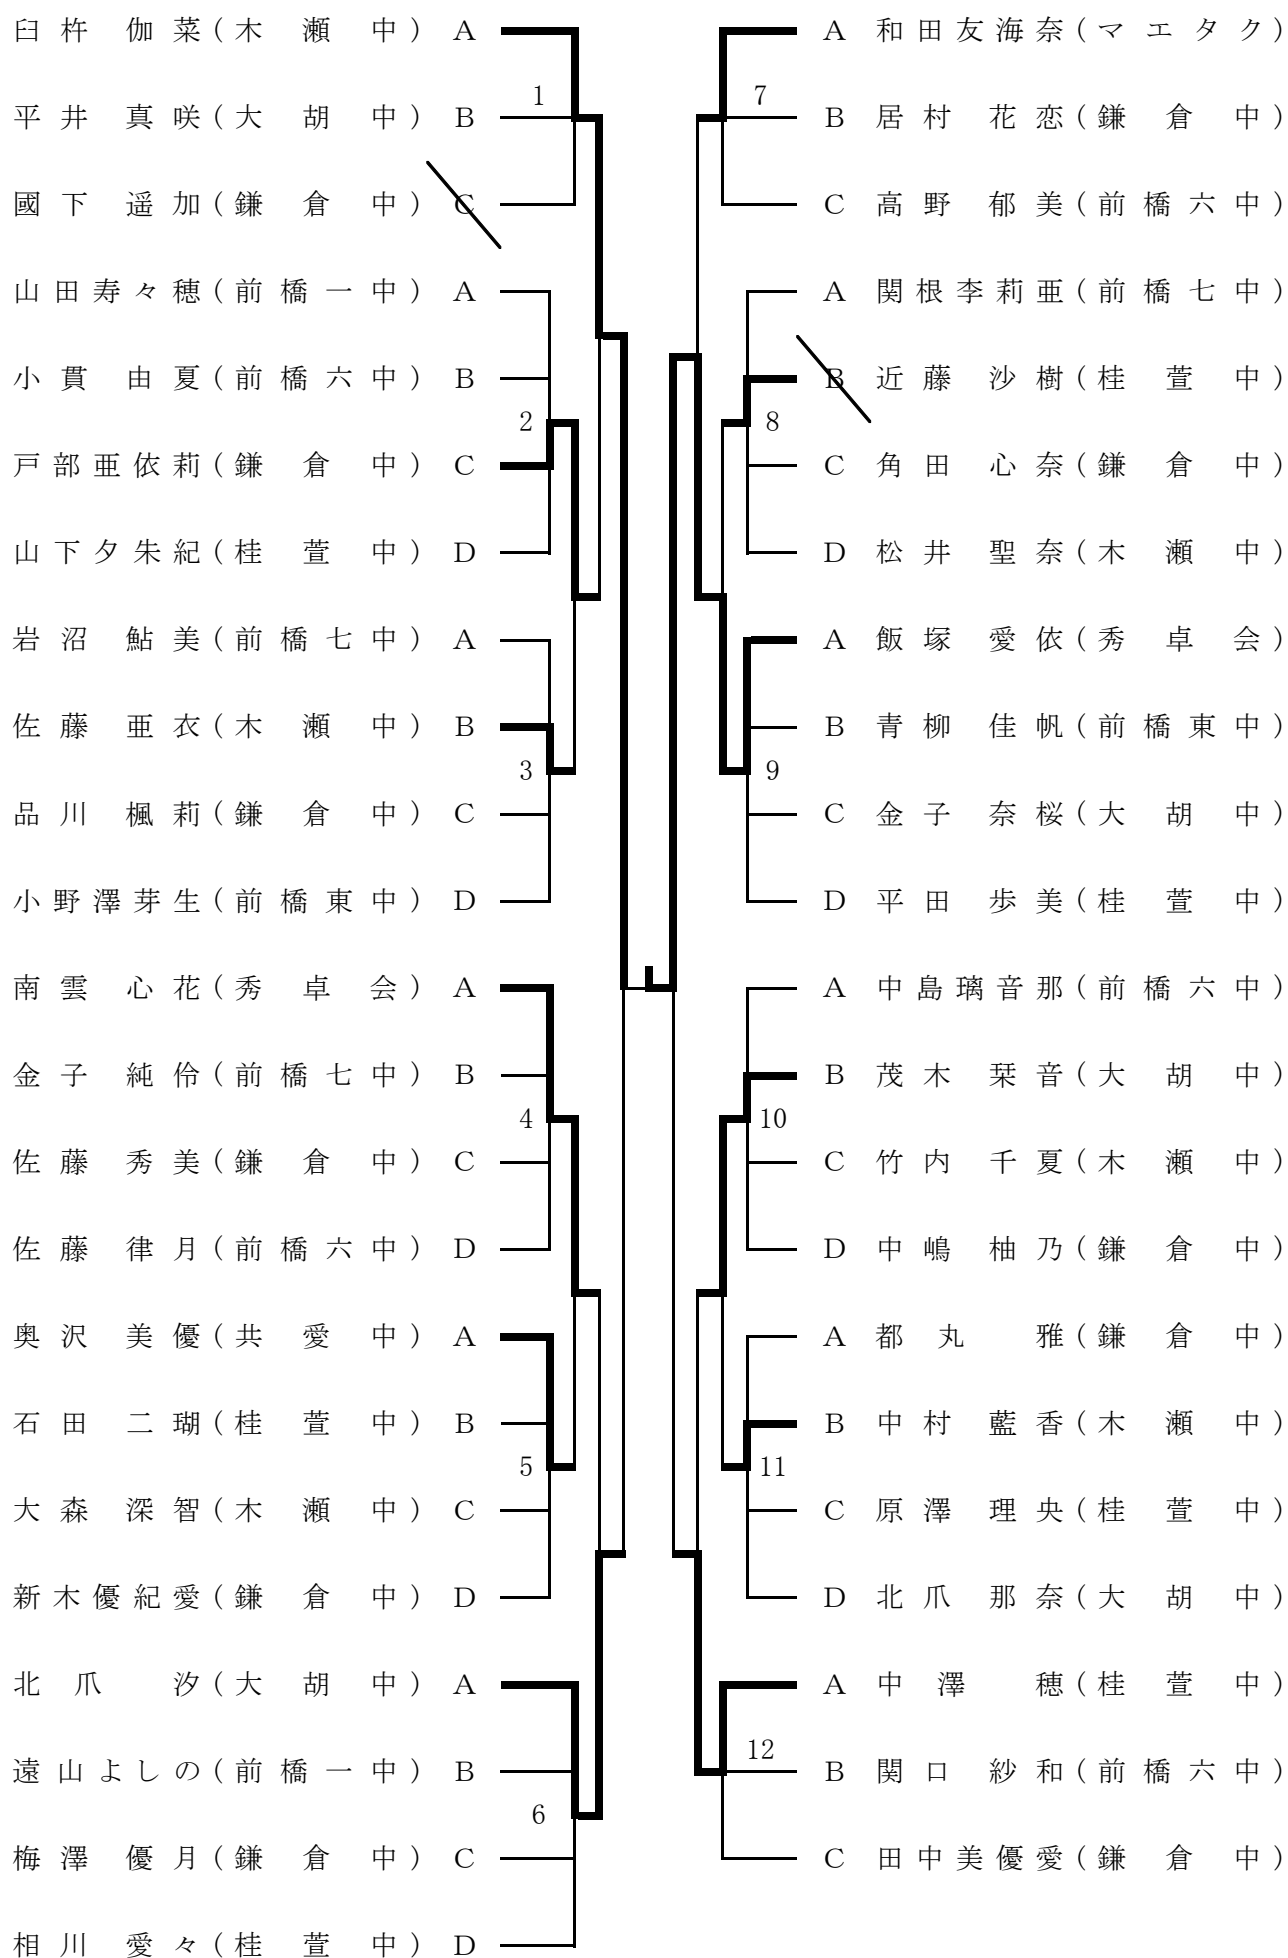 臼杵 伽菜(木瀬中) A
平井 真咲(大胡中) B
1
國下 遥加(鎌倉中) C
山田寿々穂(前橋一中) A
小貫 由夏(前橋六中) B
2
戸部亜依莉(鎌倉中) C
山下夕朱紀(桂萱中) D
岩沼 鮎美(前橋七中) A
佐藤 亜衣(木瀬中) B
3
品川 楓莉(鎌倉中) C
小野澤芽生(前橋東中) D
南雲 心花(秀卓会) A
金子 純伶(前橋七中) B
4
佐藤 秀美(鎌倉中) C
佐藤 律月(前橋六中) D
奥沢 美優(共愛中) A
石田 二瑚(桂萱中) B
5
大森 深智(木瀬中) C
新木優紀愛(鎌倉中) D
北爪 汐(大胡中) A
遠山よしの(前橋一中) B
6
梅澤 優月(鎌倉中) C
相川 愛々(桂萱中) D
A 和田友海奈(マエタク)
7
B 居村 花恋(鎌倉中)
C 高野 郁美(前橋六中)
A 関根李莉亜(前橋七中)
B 近藤 沙樹(桂萱中)
8
C 角田 心奈(鎌倉中)
D 松井 聖奈(木瀬中)
A 飯塚 愛依(秀卓会)
B 青柳 佳帆(前橋東中)
9
C 金子 奈桜(大胡中)
D 平田 歩美(桂萱中)
A 中島璃音那(前橋六中)
B 茂木 栞音(大胡中)
10
C 竹内 千夏(木瀬中)
D 中嶋 柚乃(鎌倉中)
A 都丸 雅(鎌倉中)
B 中村 藍香(木瀬中)
11
C 原澤 理央(桂萱中)
D 北爪 那奈(大胡中)
A 中澤 穂(桂萱中)
12
B 関口 紗和(前橋六中)
C 田中美優愛(鎌倉中)